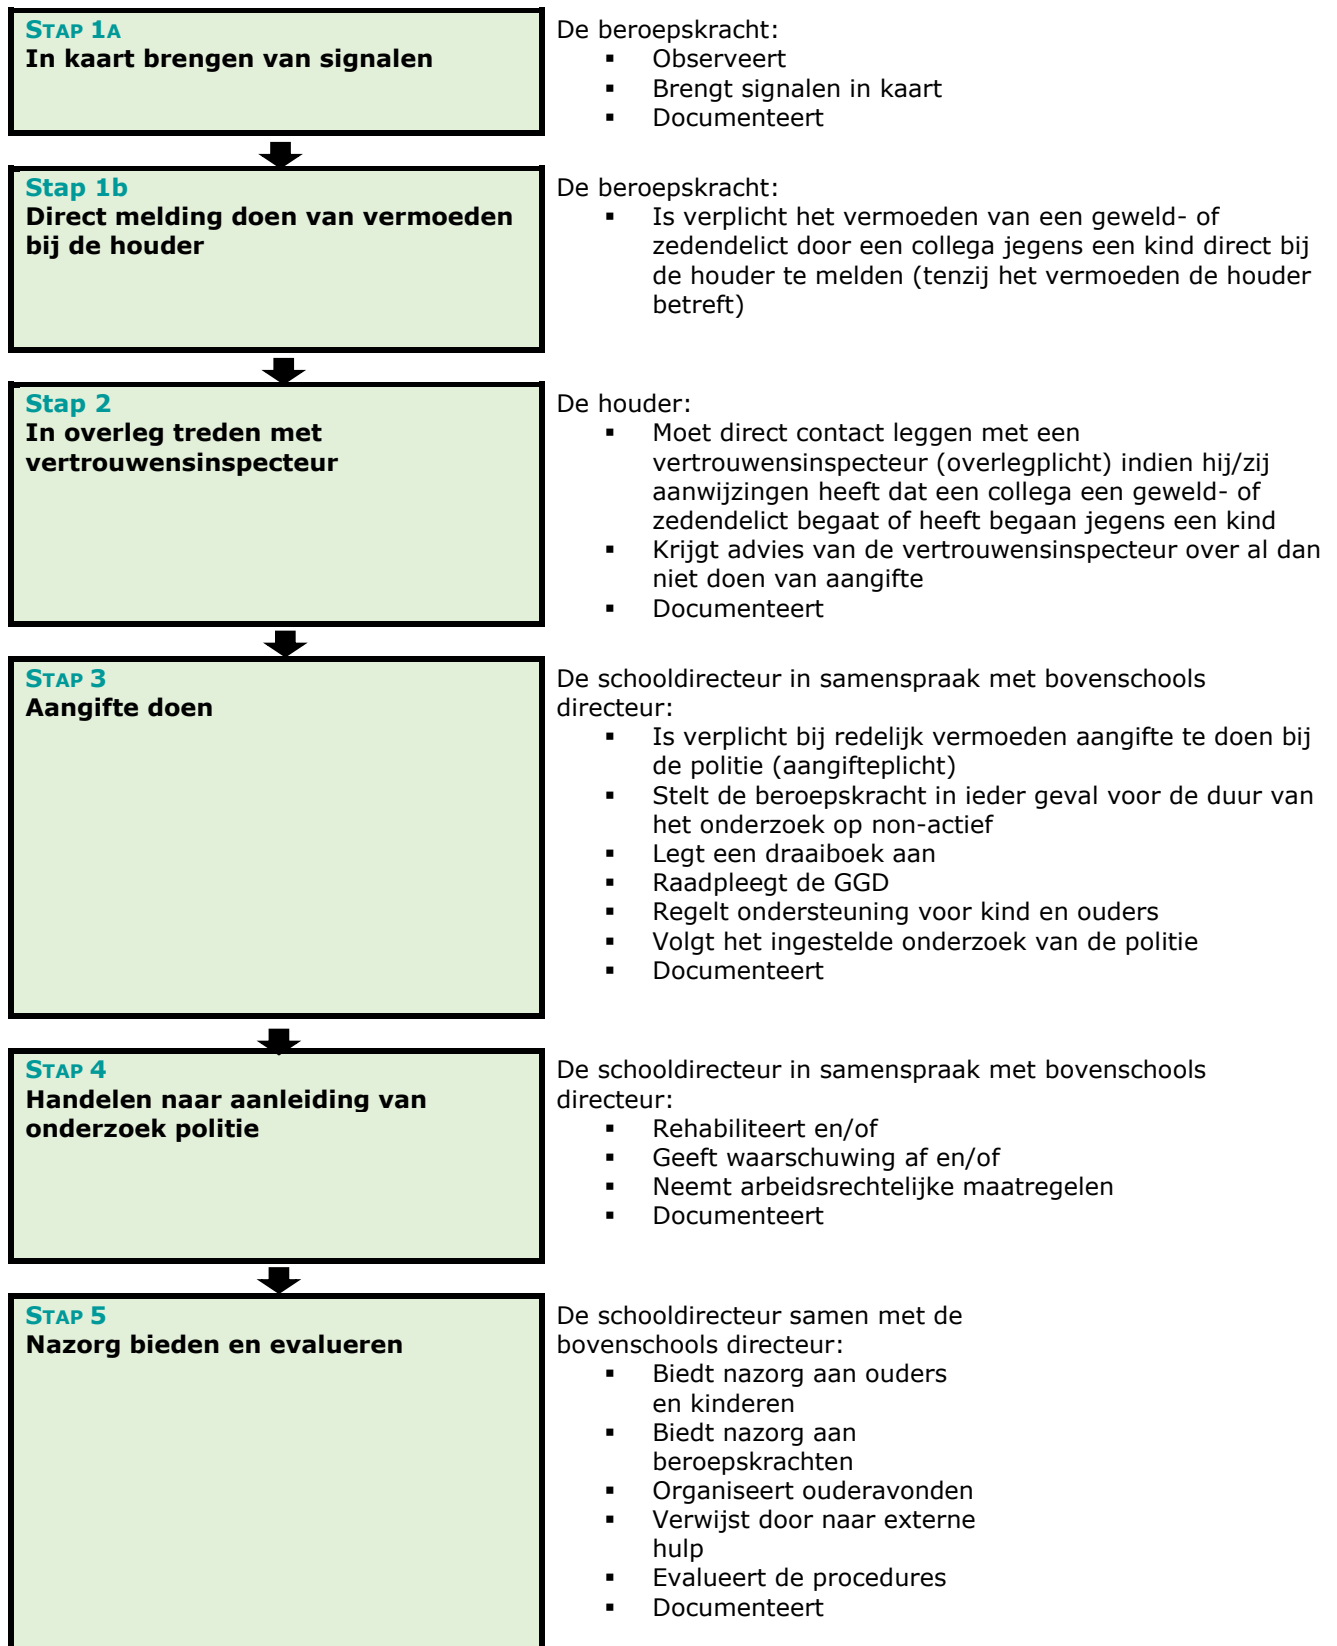 STAP 1A
In kaart brengen van signalen
De beroepskracht:
▪ Observeert
▪ Brengt signalen in kaart
▪ Documenteert
Stap 1b
Direct melding doen van vermoeden
bij de houder
De beroepskracht:
▪ Is verplicht het vermoeden van een geweld- of
zedendelict door een collega jegens een kind direct bij
de houder te melden (tenzij het vermoeden de houder
betreft)
Stap 2
In overleg treden met
vertrouwensinspecteur
De houder:
▪ Moet direct contact leggen met een
vertrouwensinspecteur (overlegplicht) indien hij/zij
aanwijzingen heeft dat een collega een geweld- of
zedendelict begaat of heeft begaan jegens een kind
▪ Krijgt advies van de vertrouwensinspecteur over al dan
niet doen van aangifte
▪ Documenteert
STAP 3
Aangifte doen
De schooldirecteur in samenspraak met bovenschools
directeur:
▪ Is verplicht bij redelijk vermoeden aangifte te doen bij
de politie (aangifteplicht)
▪ Stelt de beroepskracht in ieder geval voor de duur van
het onderzoek op non-actief
▪ Legt een draaiboek aan
▪ Raadpleegt de GGD
▪ Regelt ondersteuning voor kind en ouders
▪ Volgt het ingestelde onderzoek van de politie
▪ Documenteert
STAP 4
Handelen naar aanleiding van
onderzoek politie
De schooldirecteur in samenspraak met bovenschools
directeur:
▪ Rehabiliteert en/of
▪ Geeft waarschuwing af en/of
▪ Neemt arbeidsrechtelijke maatregelen
▪ Documenteert
STAP 5
Nazorg bieden en evalueren
De schooldirecteur samen met de
bovenschools directeur:
▪ Biedt nazorg aan ouders
en kinderen
▪ Biedt nazorg aan
beroepskrachten
▪ Organiseert ouderavonden
▪ Verwijst door naar externe
hulp
▪ Evalueert de procedures
▪ Documenteert